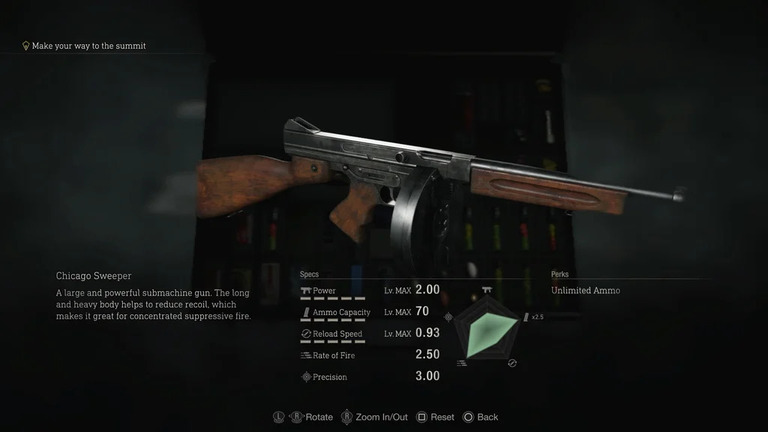 Make your way to the summit
Chicago Sweeper
A large and powerful submachine gun. The long
and heavy body helps to reduce recoil, which
makes it great for concentrated suppressive fire.
Specs
Power Lv. MAX 2.00
Ammo Capacity Lv. MAX 70
Reload Speed Lv. MAX 0.93
Rate of Fire 2.50
Precision 3.00
x2.5
Perks
Unlimited Ammo
L R Rotate R Zoom In/Out Reset Back